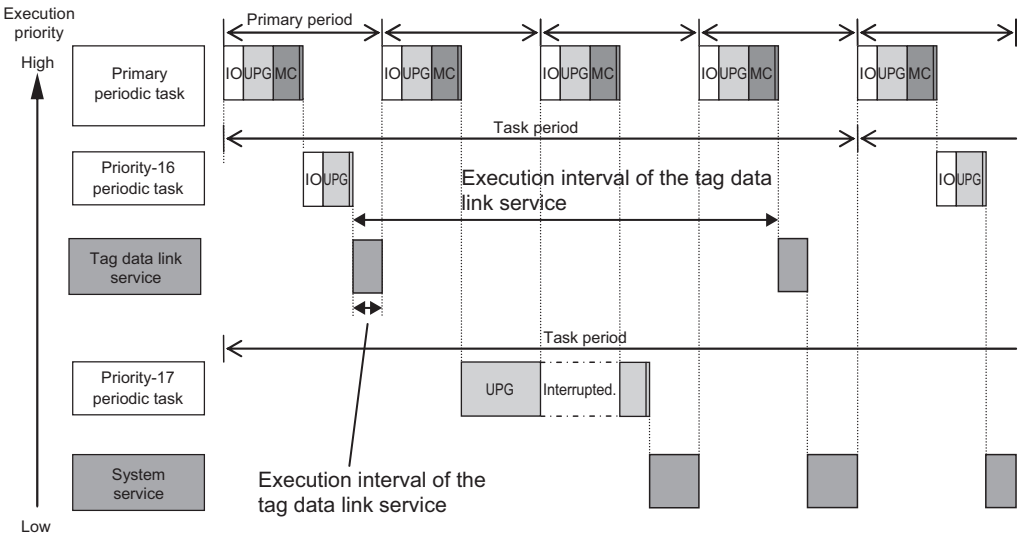 Execution
priority
High
Primary period
Primary
periodic task
IO UPG MC
IO UPG MC
IO UPG MC
IO UPG MC
IO UPG MC
Task period
Priority-16
periodic task
IO UPG
Execution interval of the tag data
link service
IO UPG
Tag data link
service
Task period
Priority-17
periodic task
UPG
Interrupted.
System
service
Execution interval of the
tag data link service
Low